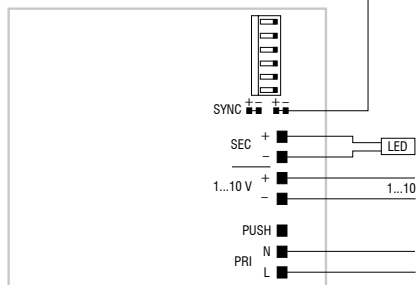 + − + −
SYNC
SEC +
−
LED
1...10 V +
−
1...10
PUSH
PRI N
L